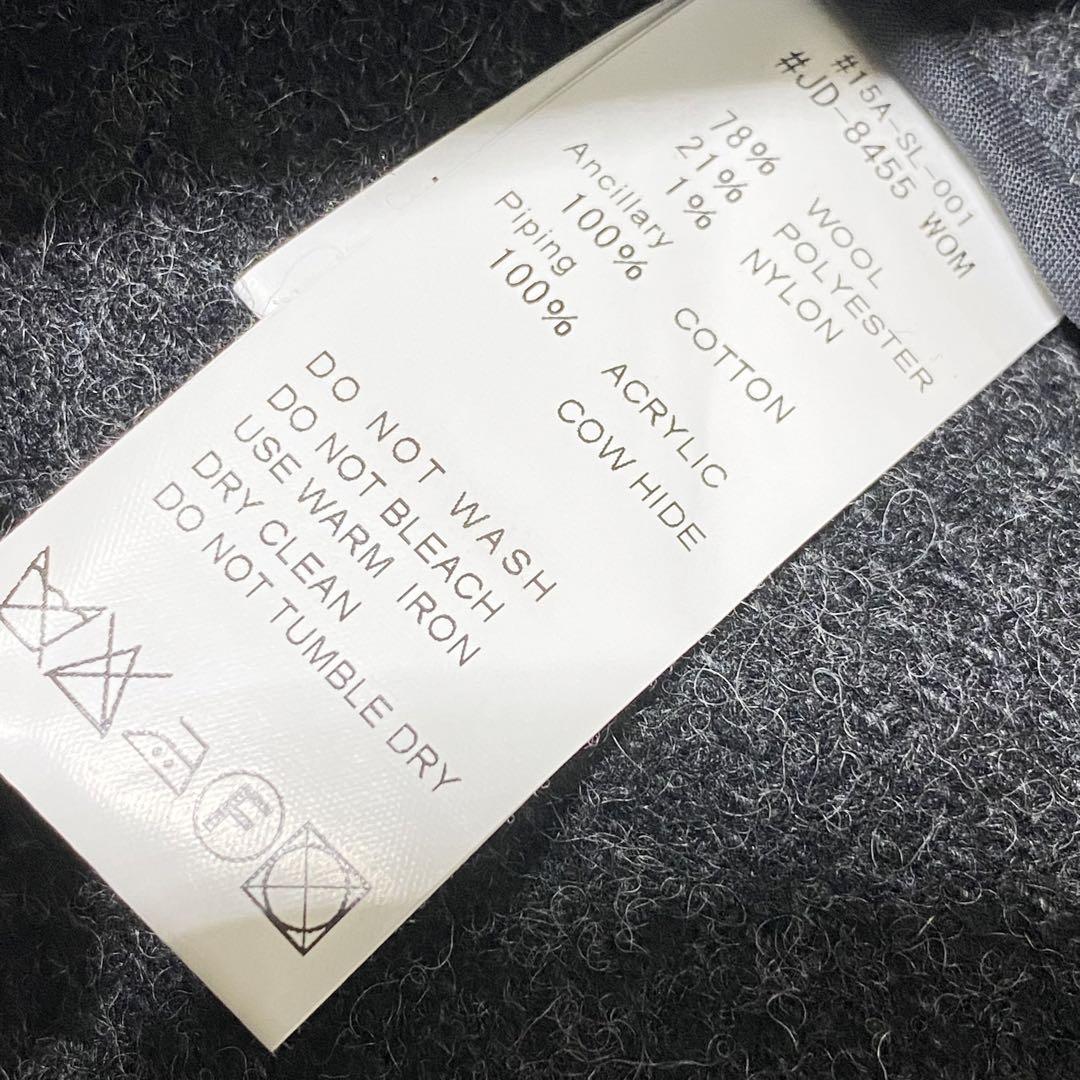 #15A-SL-001
#JD-8455 WOM
78% WOOL
21% POLYESTER
1% NYLON
Ancillary
100% COTTON
Piping
100% ACRYLIC
COW HIDE
DO NOT WASH
DO NOT BLEACH
USE WARM IRON
DRY CLEAN
DO NOT TUMBLE DRY
F